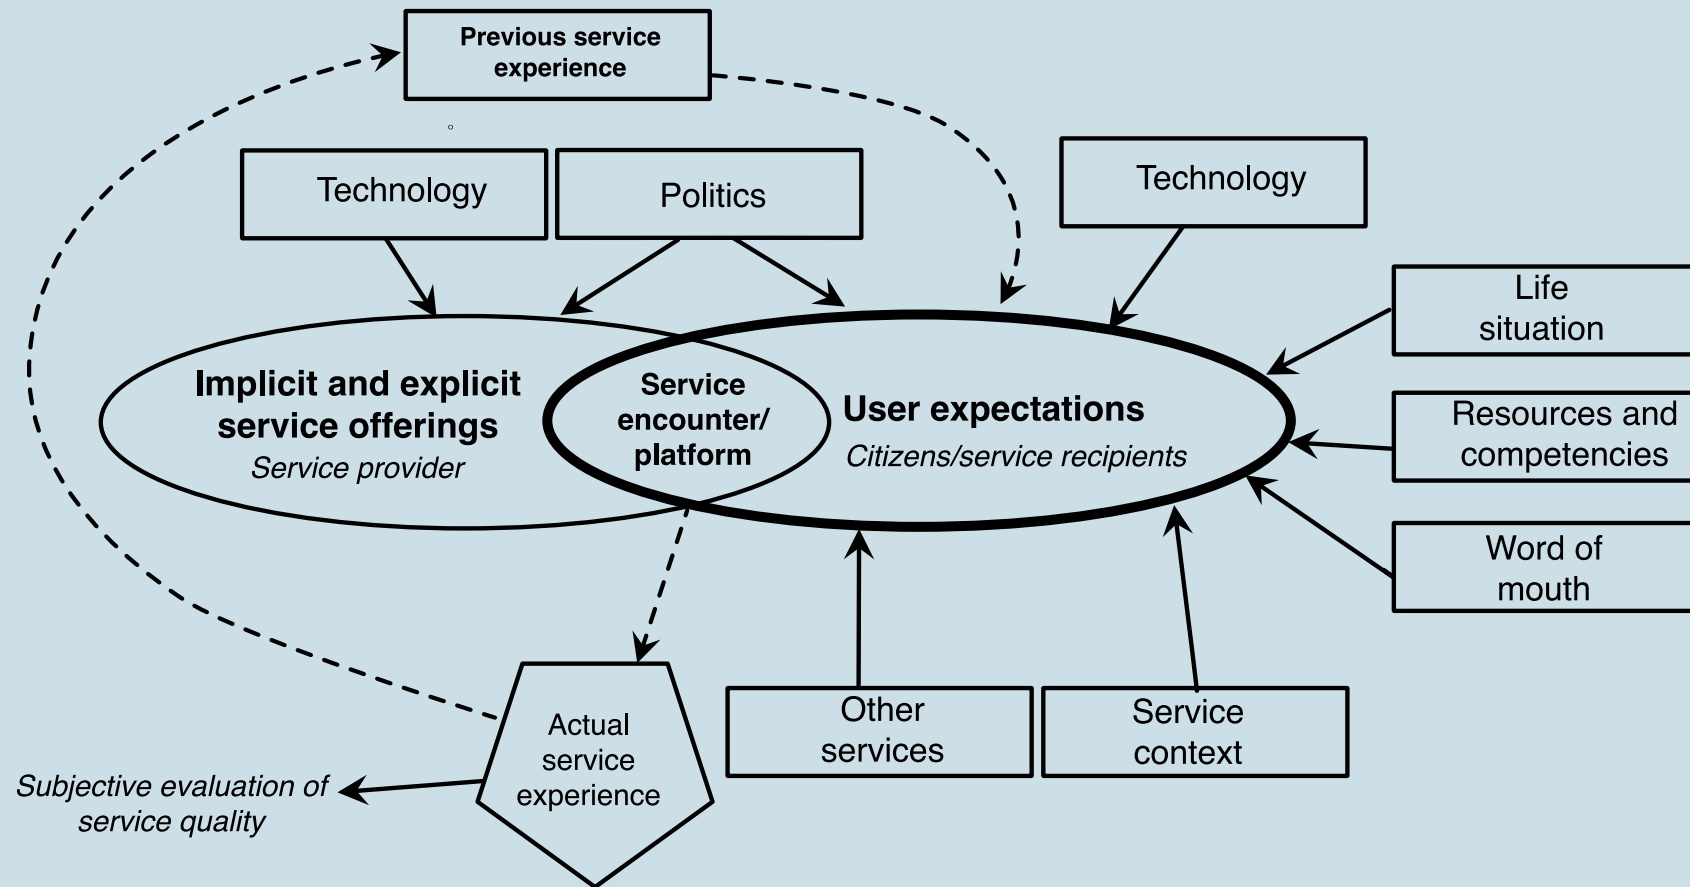 Previous service
experience
Technology
Politics
Technology
Life
situation
Implicit and explicit
service offerings
Service provider
Service
encounter/
platform
User expectations
Citizens/service recipients
Resources and
competencies
Word of
mouth
Other
services
Service
context
Actual
service
experience
Subjective evaluation of
service quality